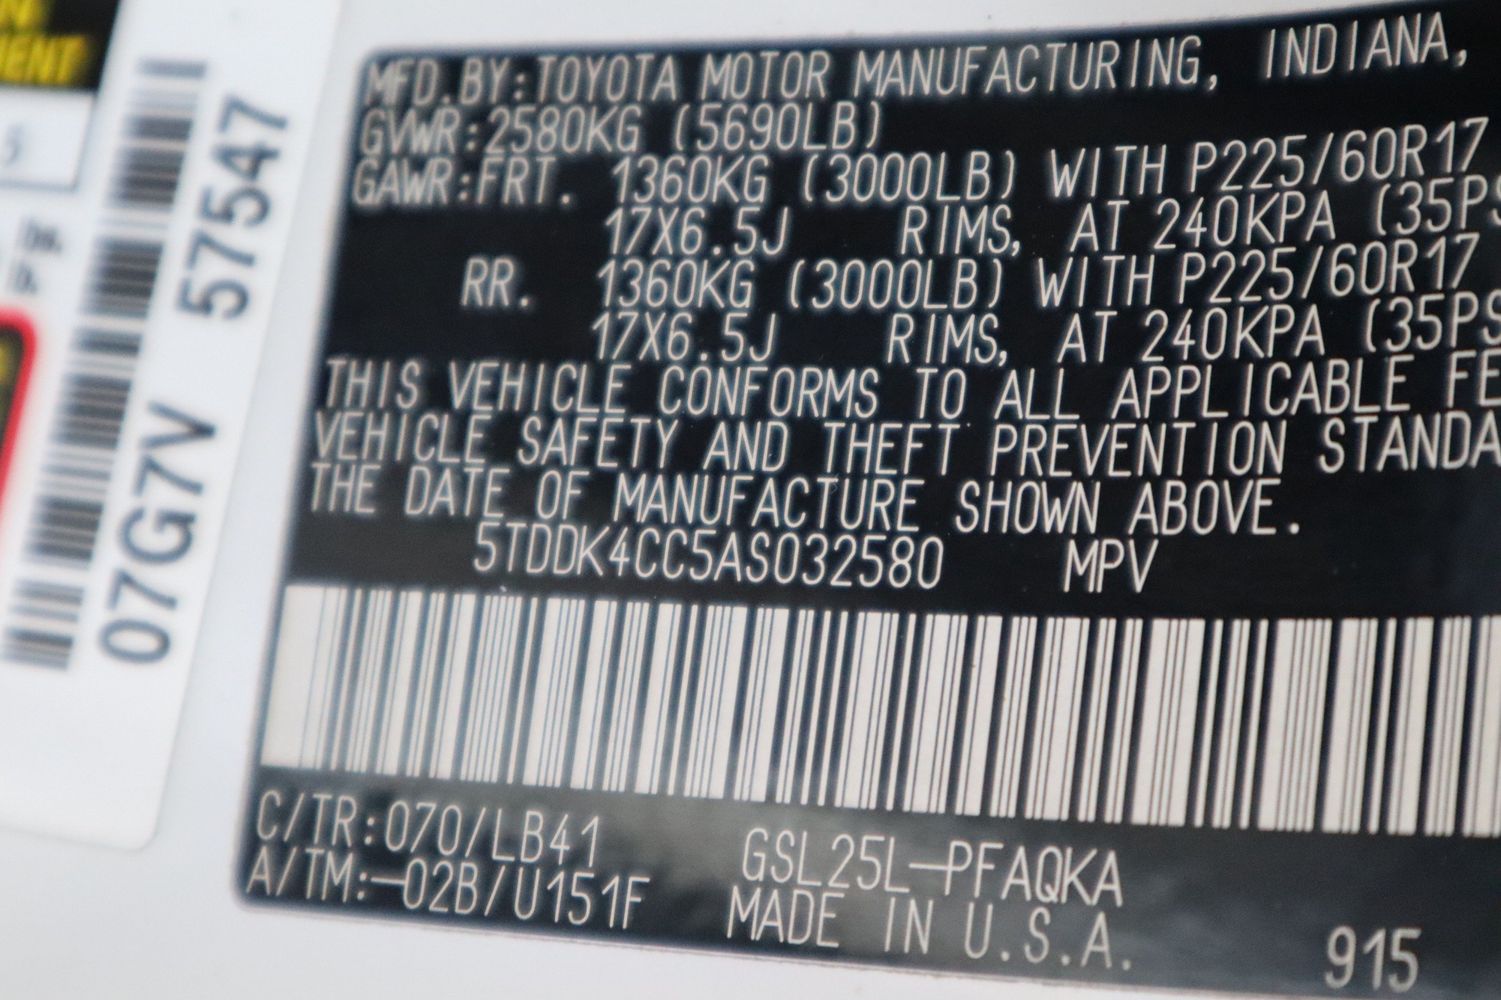 MFD.BY:TOYOTA MOTOR MANUFACTURING, INDIANA,
GVWR:2580KG (5690LB)
GAWR:FRT. 1360KG (3000LB) WITH P225/60R17
17X6.5J RIMS, AT 240KPA (35PS
RR. 1360KG (3000LB) WITH P225/60R17
17X6.5J RIMS, AT 240KPA (35PS
THIS VEHICLE CONFORMS TO ALL APPLICABLE FE
VEHICLE SAFETY AND THEFT PREVENTION STANDA
THE DATE OF MANUFACTURE SHOWN ABOVE.
5TDDK4CC5AS032580 MPV
C/TR:070/LB41 GSL25L-PFAQKA
A/TM:-02B/U151F MADE IN U.S.A.
915
07G7V 57547